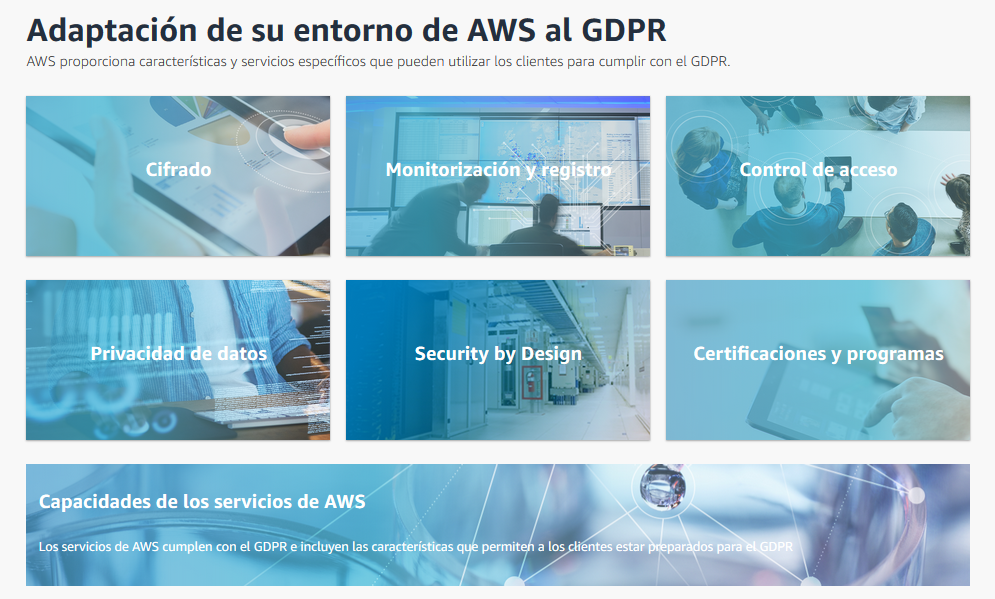 Adaptación de su entorno de AWS al GDPR
AWS proporciona características y servicios específicos que pueden utilizar los clientes para cumplir con el GDPR.
Cifrado
Monitorización y registro
Control de acceso
Privacidad de datos
Security by Design
Certificaciones y programas
Capacidades de los servicios de AWS
Los servicios de AWS cumplen con el GDPR e incluyen las características que permiten a los clientes estar preparados para el GDPR